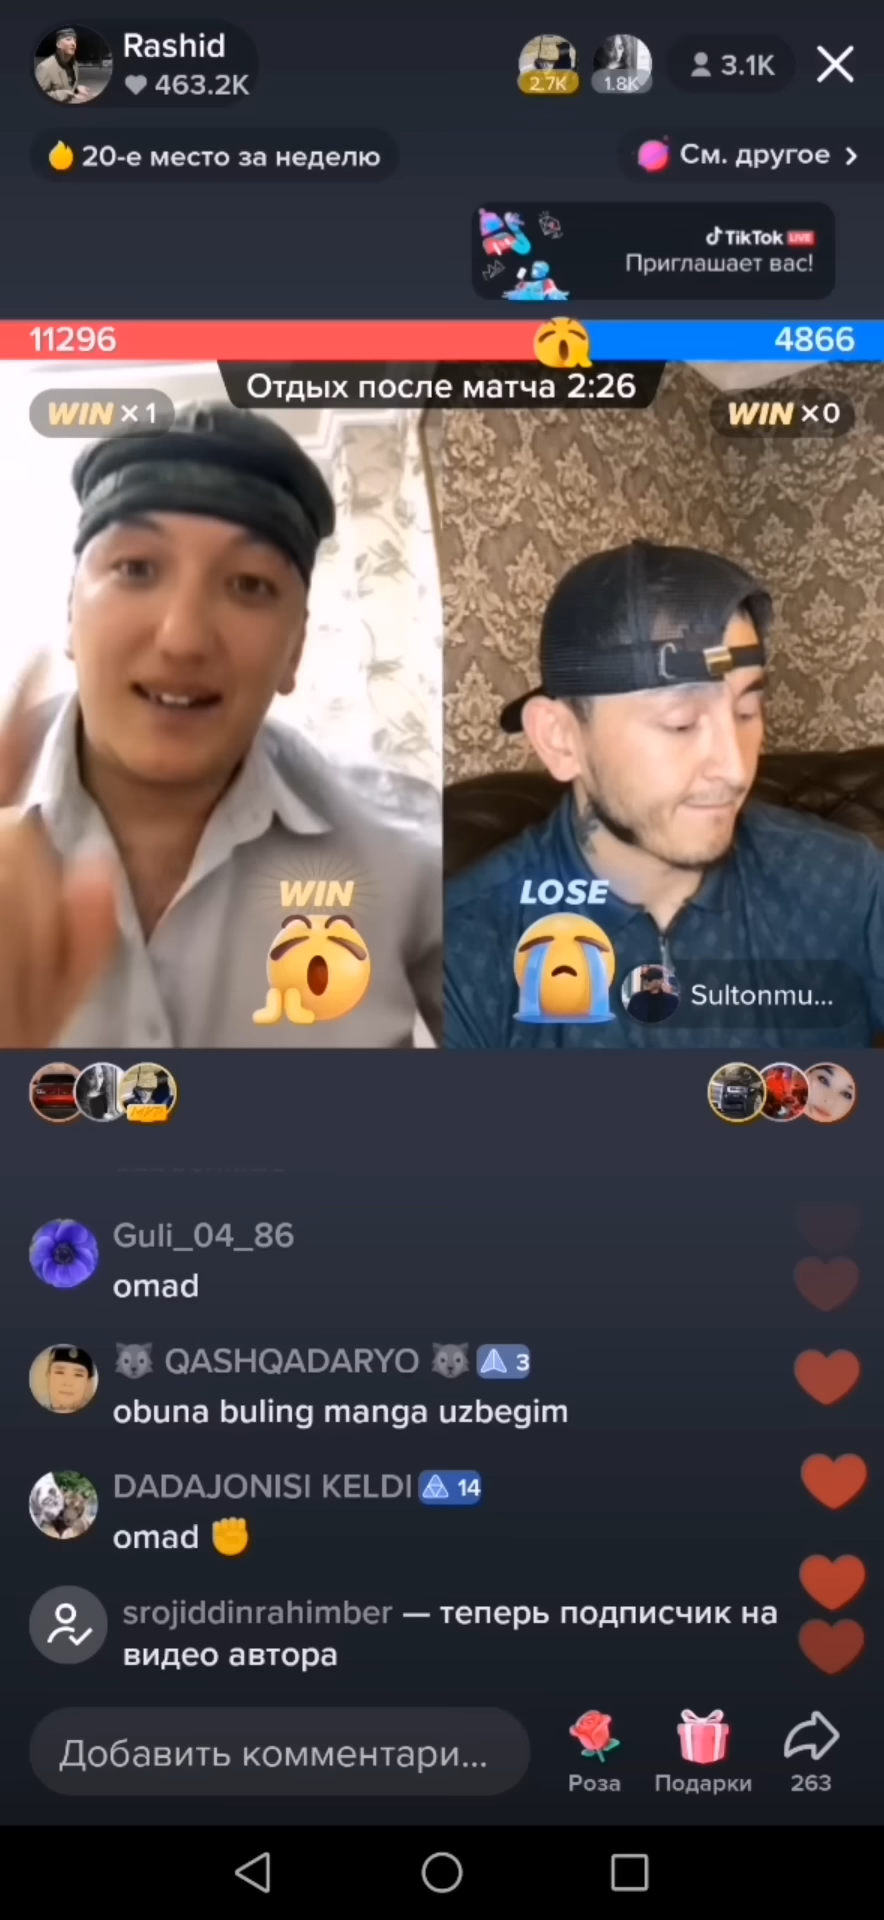 Rashid
463.2K
2.7K
1.8K
3.1K
20-е место за неделю
См. другое
TikTok LIVE
Приглашает вас!
11296
4866
Отдых после матча 2:26
WIN ×1
WIN ×0
WIN
LOSE
Sultonmu...
Guli_04_86
omad
QASHQADARYO
3
obuna buling manga uzbegim
DADAJONISI KELDI
14
omad
srojiddinrahimber — теперь подписчик на
видео автора
Добавить комментари...
Роза
Подарки
263